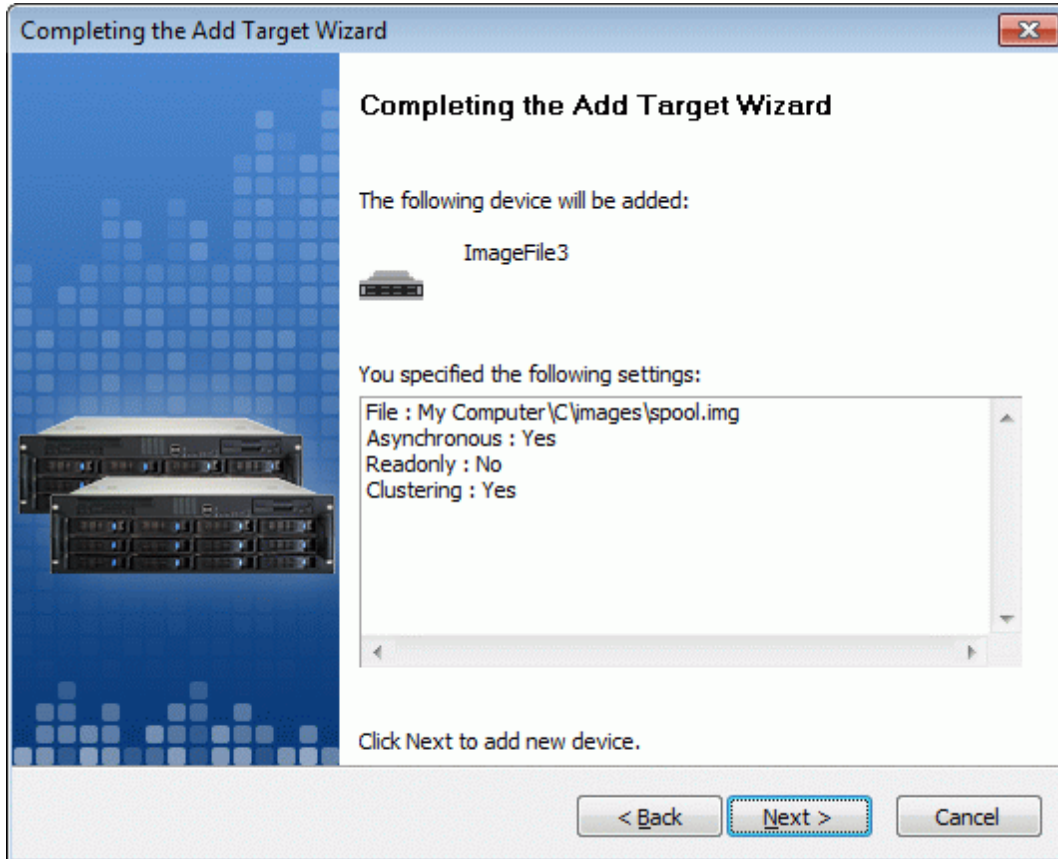 Completing the Add Target Wizard
Completing the Add Target Wizard
The following device will be added:
ImageFile3
You specified the following settings:
File : My Computer\C\images\spool.img
Asynchronous : Yes
Readonly : No
Clustering : Yes
Click Next to add new device.
< Back
Next >
Cancel